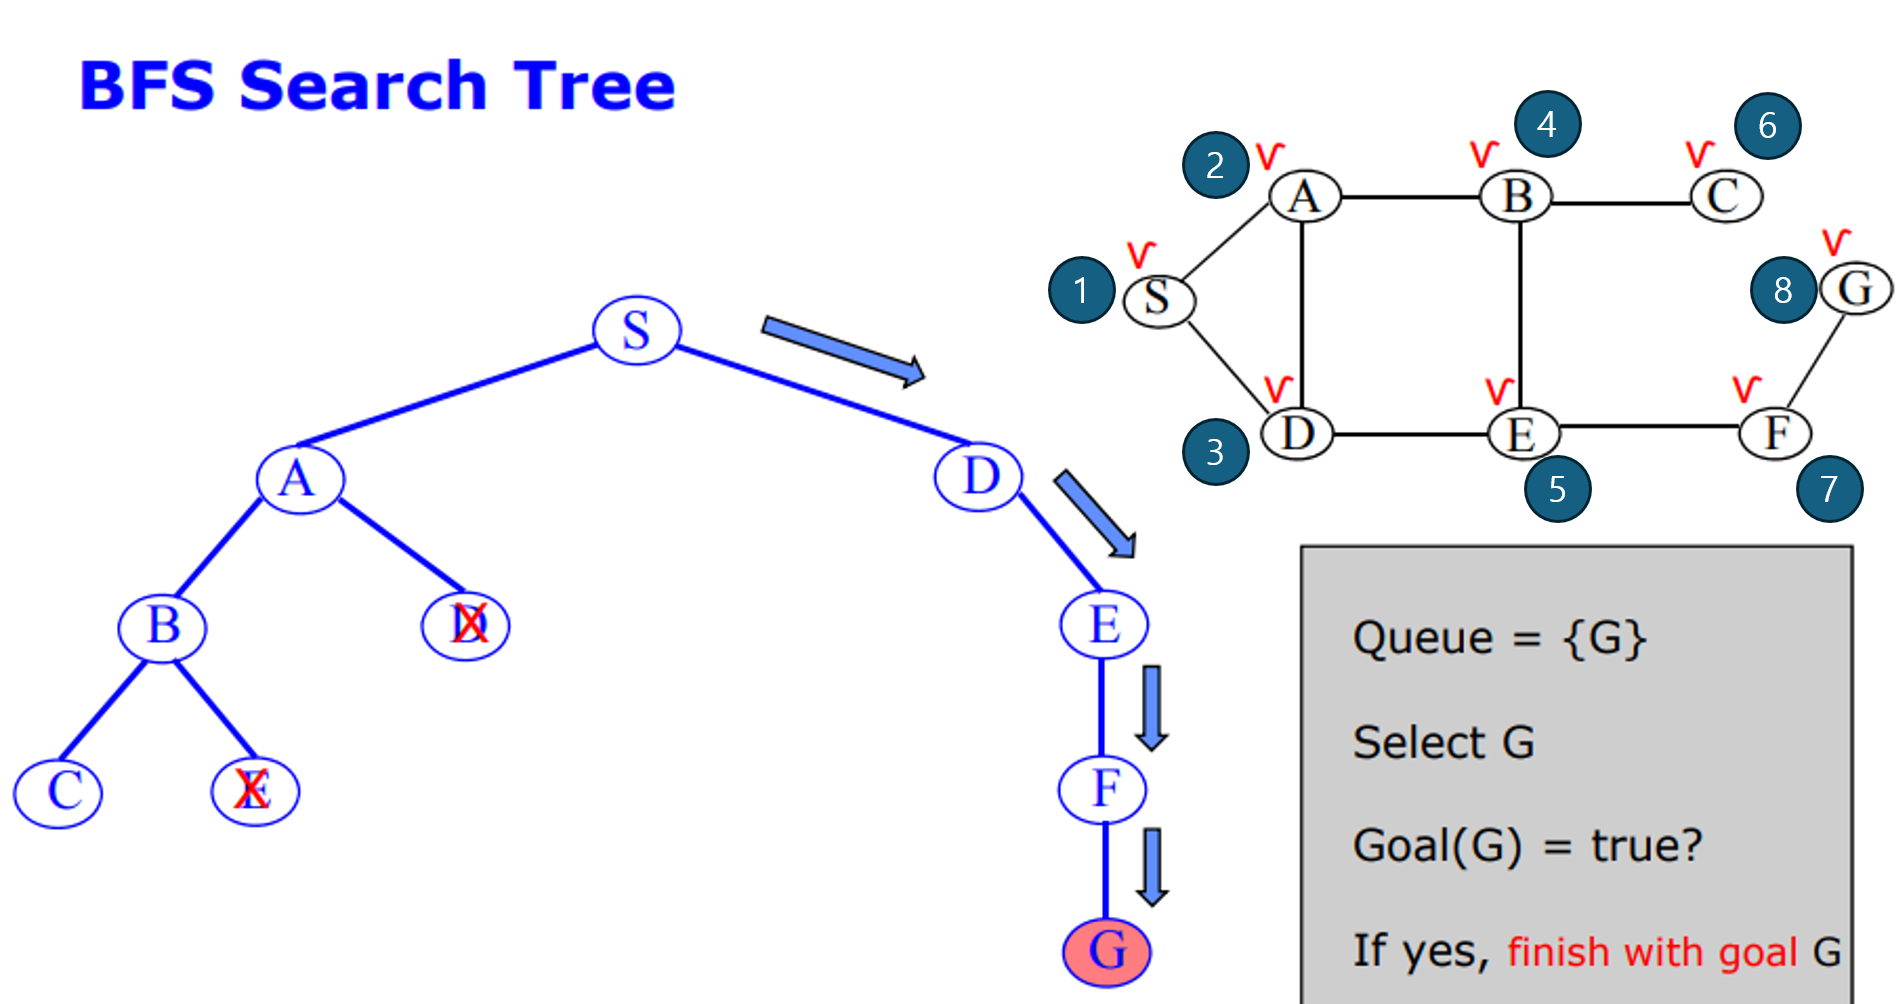 BFS Search Tree
4
6
2
A
B
C
1
S
8
G
3
D
E
F
5
7
S
A
D
B
D
E
C
E
F
G
Queue = {G}
Select G
Goal(G) = true?
If yes, finish with goal G